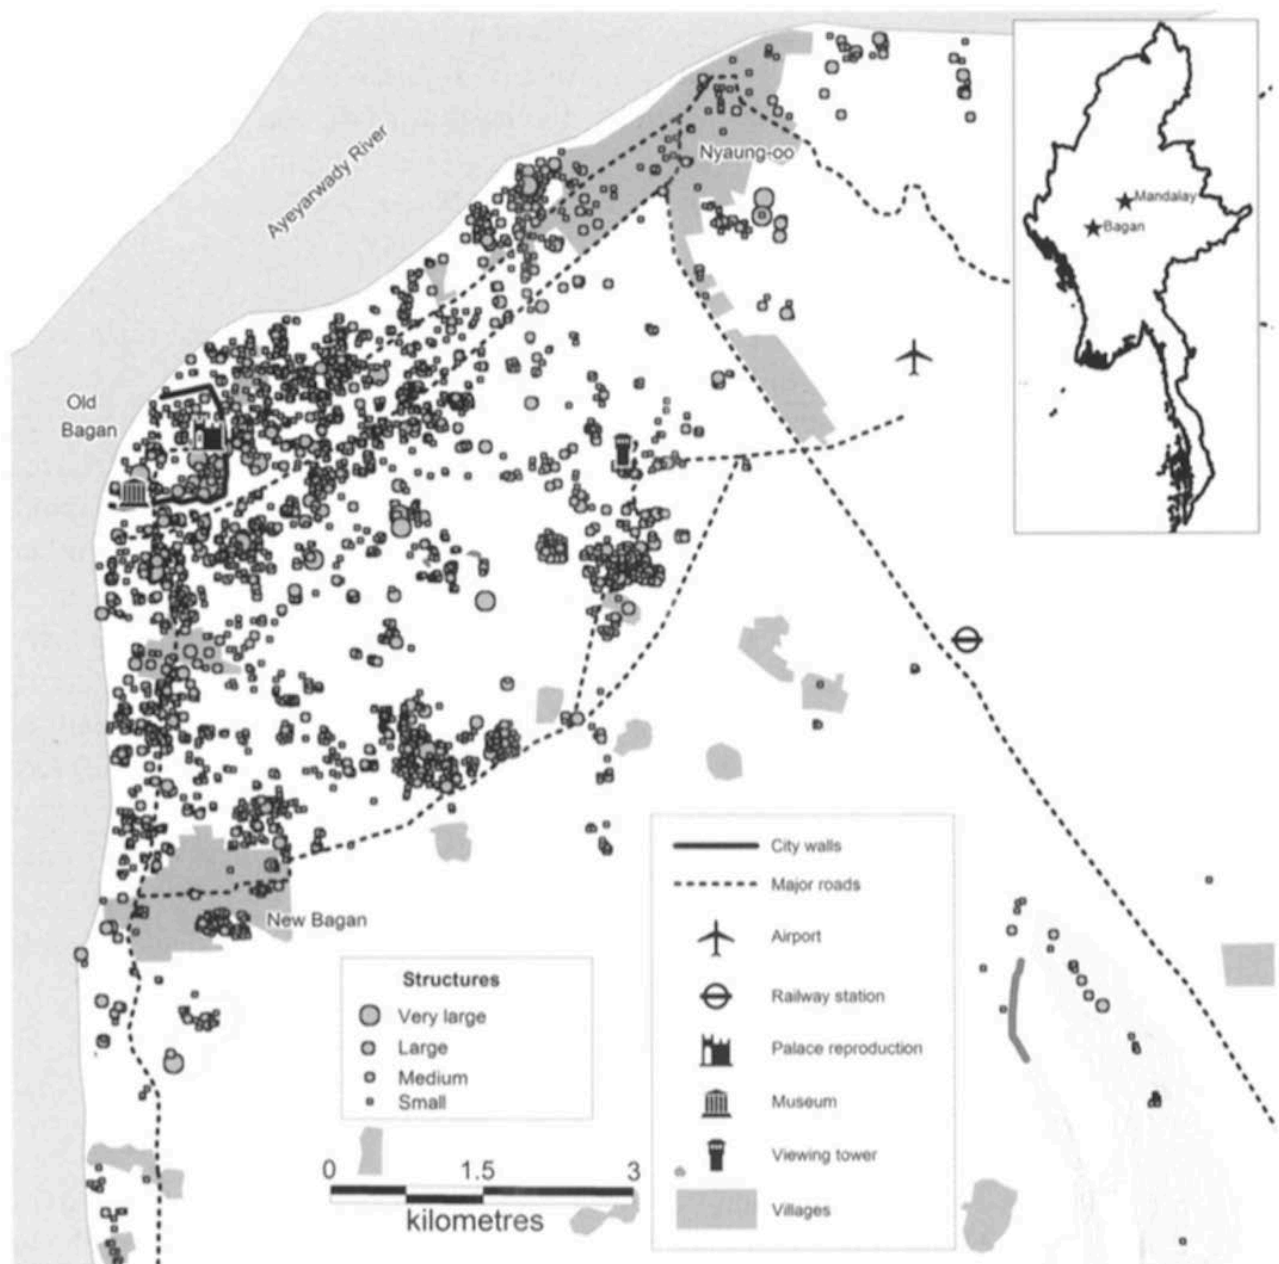 Ayeyarwady River
Nyaung-oo
Mandalay
Bagan
Old
Bagan
New Bagan
Structures
Very large
Large
Medium
Small
0 1.5 3
kilometres
City walls
Major roads
Airport
Railway station
Palace reproduction
Museum
Viewing tower
Villages